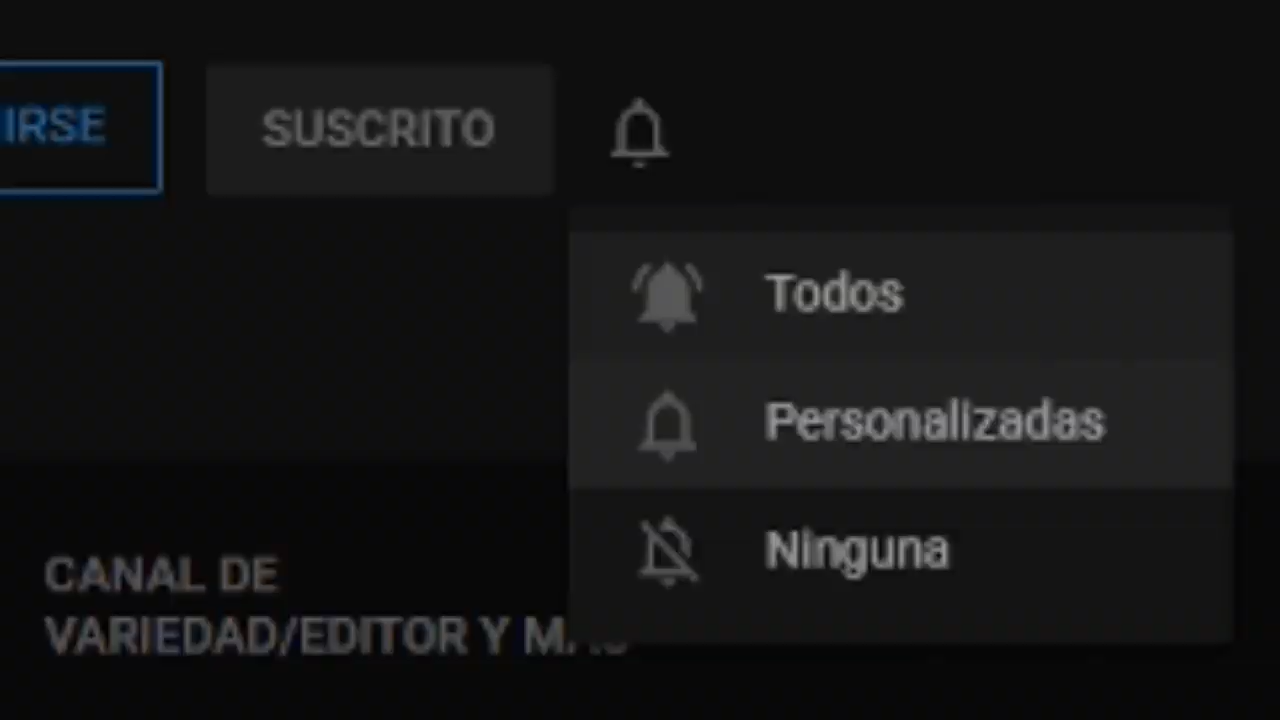 IRSE
SUSCRITO
Todos
Personalizadas
Ninguna
CANAL DE
VARIEDAD/EDITOR Y